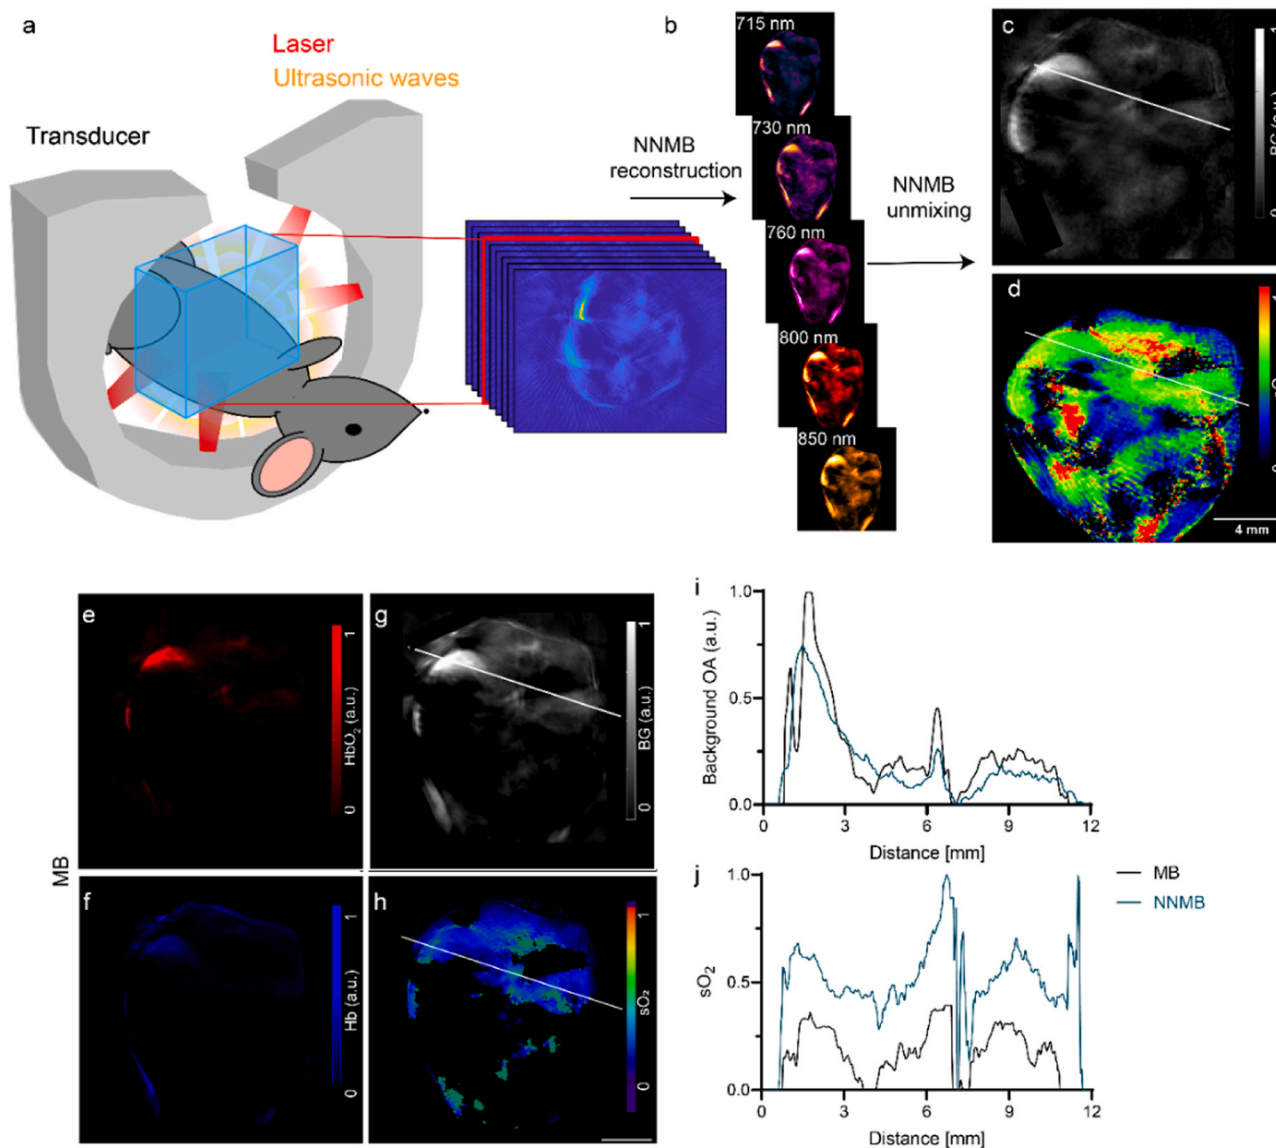 a
Laser
Ultrasonic waves
Transducer
NNMB
reconstruction
b
715 nm
730 nm
760 nm
800 nm
850 nm
NNMB
unmixing
c
1
d
4 mm
MB
e
1
HbO₂ (a.u.)
0
g
1
BG (a.u.)
0
f
1
Hb (a.u.)
0
h
1
sO₂
0
i
Background OA (a.u.)
1.0
0.5
0.0
0
3
6
9
12
Distance [mm]
j
MB
NNMB
sO₂
1.0
0.5
0.0
0
3
6
9
12
Distance [mm]